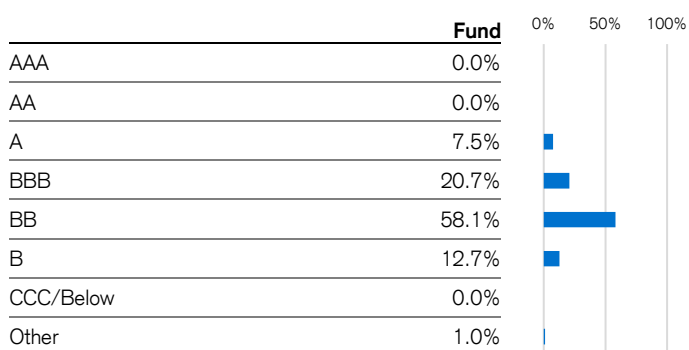 Fund 0% 50% 100%
AAA 0.0%
AA 0.0%
A 7.5%
BBB 20.7%
BB 58.1%
B 12.7%
CCC/Below 0.0%
Other 1.0%